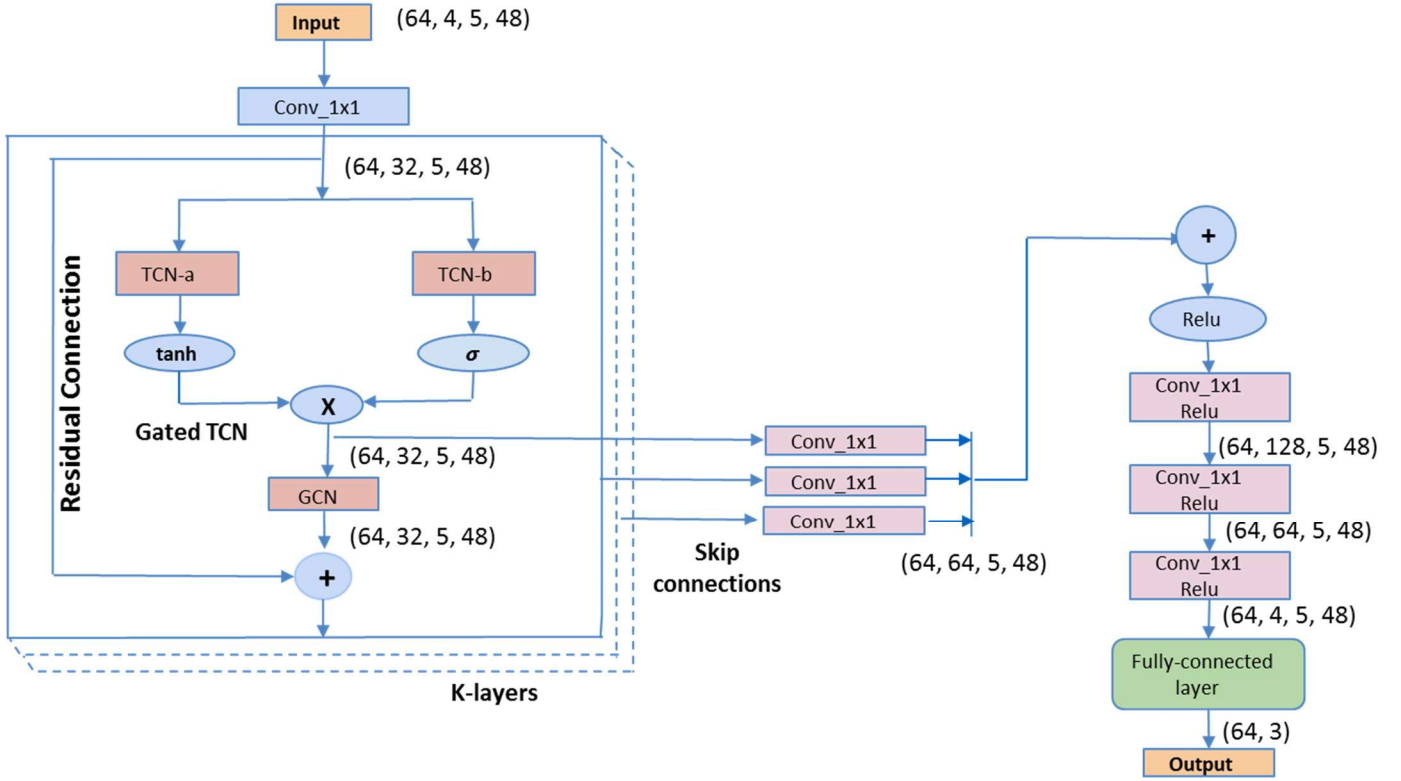 Input
(64, 4, 5, 48)
Conv_1x1
(64, 32, 5, 48)
Residual Connection
TCN-a
TCN-b
tanh
σ
X
Gated TCN
(64, 32, 5, 48)
GCN
(64, 32, 5, 48)
+
K-layers
Conv_1x1
Conv_1x1
Conv_1x1
Skip
connections
(64, 64, 5, 48)
+
Relu
Conv_1x1
Relu
(64, 128, 5, 48)
Conv_1x1
Relu
(64, 64, 5, 48)
Conv_1x1
Relu
(64, 4, 5, 48)
Fully-connected
layer
(64, 3)
Output